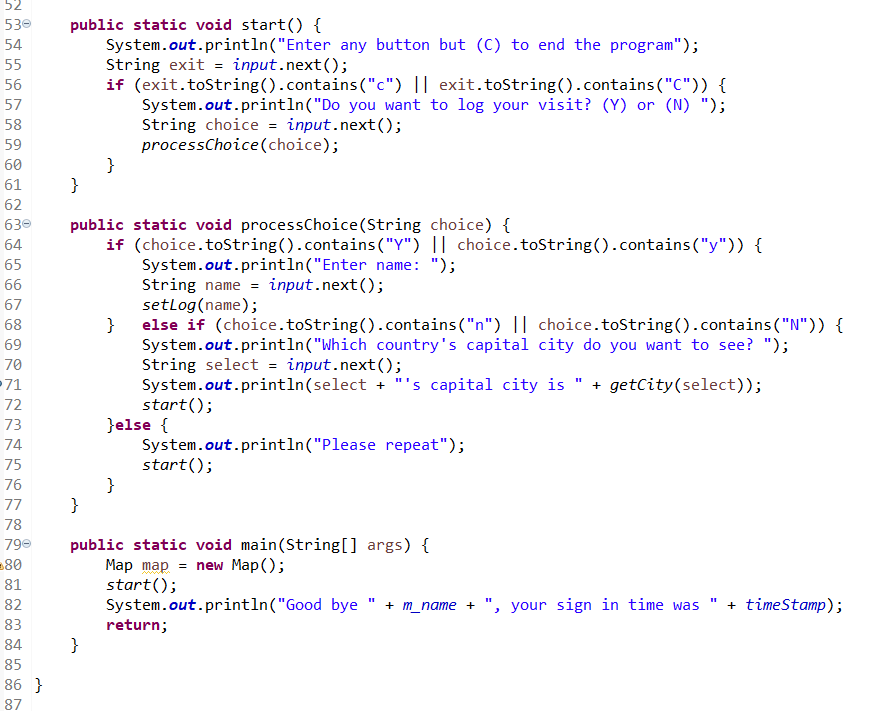 52
53 public static void start() {
54 System.out.println("Enter any button but (C) to end the program");
55 String exit = input.next();
56 if (exit.toString().contains("c") || exit.toString().contains("C")) {
57 System.out.println("Do you want to log your visit? (Y) or (N) ");
58 String choice = input.next();
59 processChoice(choice);
60 }
61 }
62
63 public static void processChoice(String choice) {
64 if (choice.toString().contains("Y") || choice.toString().contains("y")) {
65 System.out.println("Enter name: ");
66 String name = input.next();
67 setLog(name);
68 } else if (choice.toString().contains("n") || choice.toString().contains("N")) {
69 System.out.println("Which country's capital city do you want to see? ");
70 String select = input.next();
71 System.out.println(select + "'s capital city is " + getCity(select));
72 start();
73 }else {
74 System.out.println("Please repeat");
75 start();
76 }
77 }
78
79 public static void main(String[] args) {
80 Map map = new Map();
81 start();
82 System.out.println("Good bye " + m_name + ", your sign in time was " + timeStamp);
83 return;
84 }
85
86 }
87